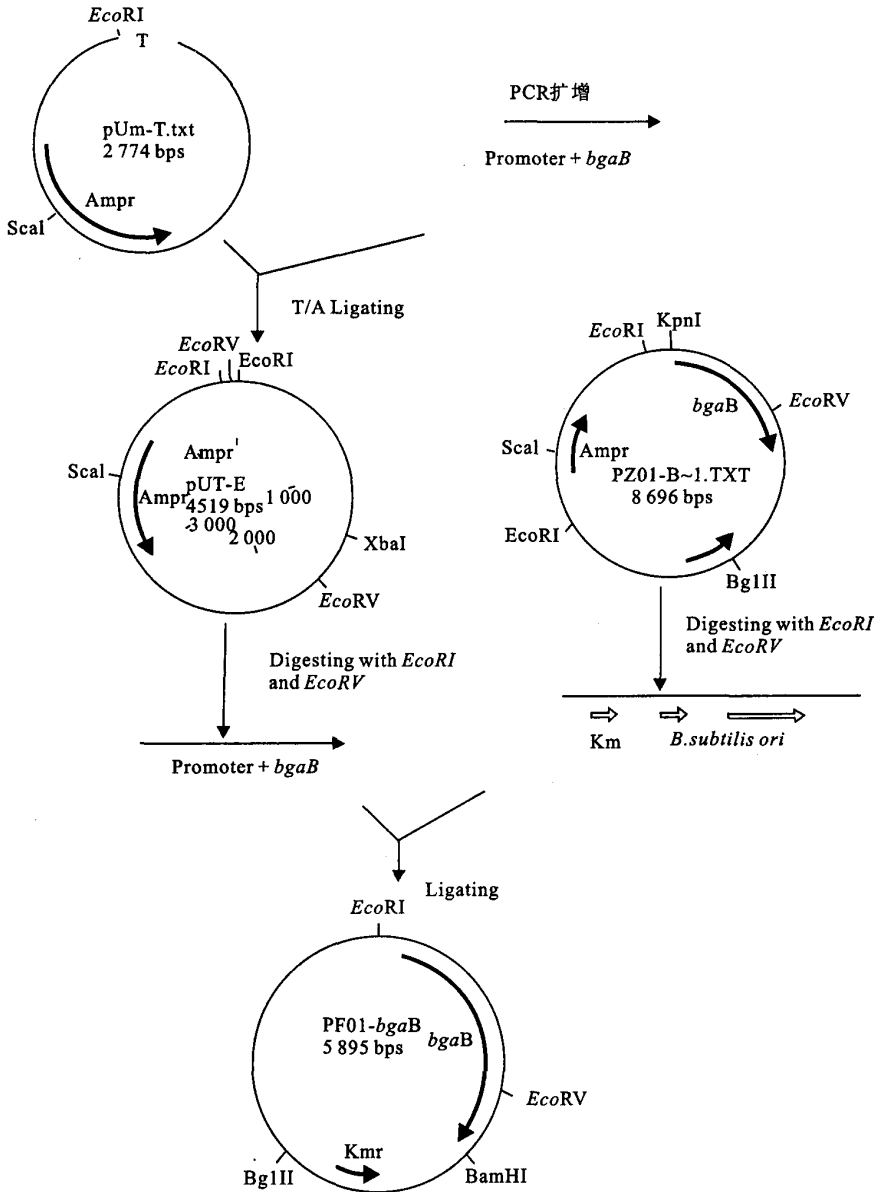 EcoRI
T
pUm-T.txt
2 774 bps
Ampr
ScaI
PCR扩增
Promoter + bgaB
T/A Ligating
EcoRV
EcoRI
EcoRI
ScaI
Ampr
Ampr
pUT-E
4519 bps
1 000
3 000
2 000
XbaI
EcoRV
EcoRI
KpnI
bgaB
EcoRV
ScaI
Ampr
PZ01-B~1.TXT
8 696 bps
EcoRI
Bg1II
Digesting with EcoRI
and EcoRV
Digesting with EcoRI
and EcoRV
Promoter + bgaB
Km
B.subtilis ori
Ligating
EcoRI
PF01-bgaB
5 895 bps
bgaB
EcoRV
Kmr
Bg1II
BamHI